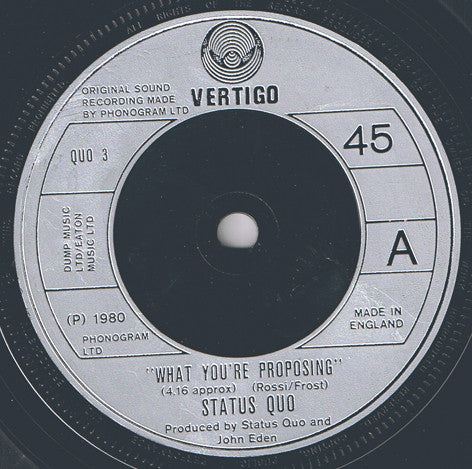 VERTIGO
ORIGINAL SOUND
RECORDING MADE
BY PHONOGRAM LTD
45
QUO 3
DUMP MUSIC
LTD/EATON
MUSIC LTD
A
(P) 1980
PHONOGRAM
LTD
MADE IN
ENGLAND
"WHAT YOU'RE PROPOSING"
(4.16 approx) (Rossi/Frost)
STATUS QUO
Produced by Status Quo and
John Eden